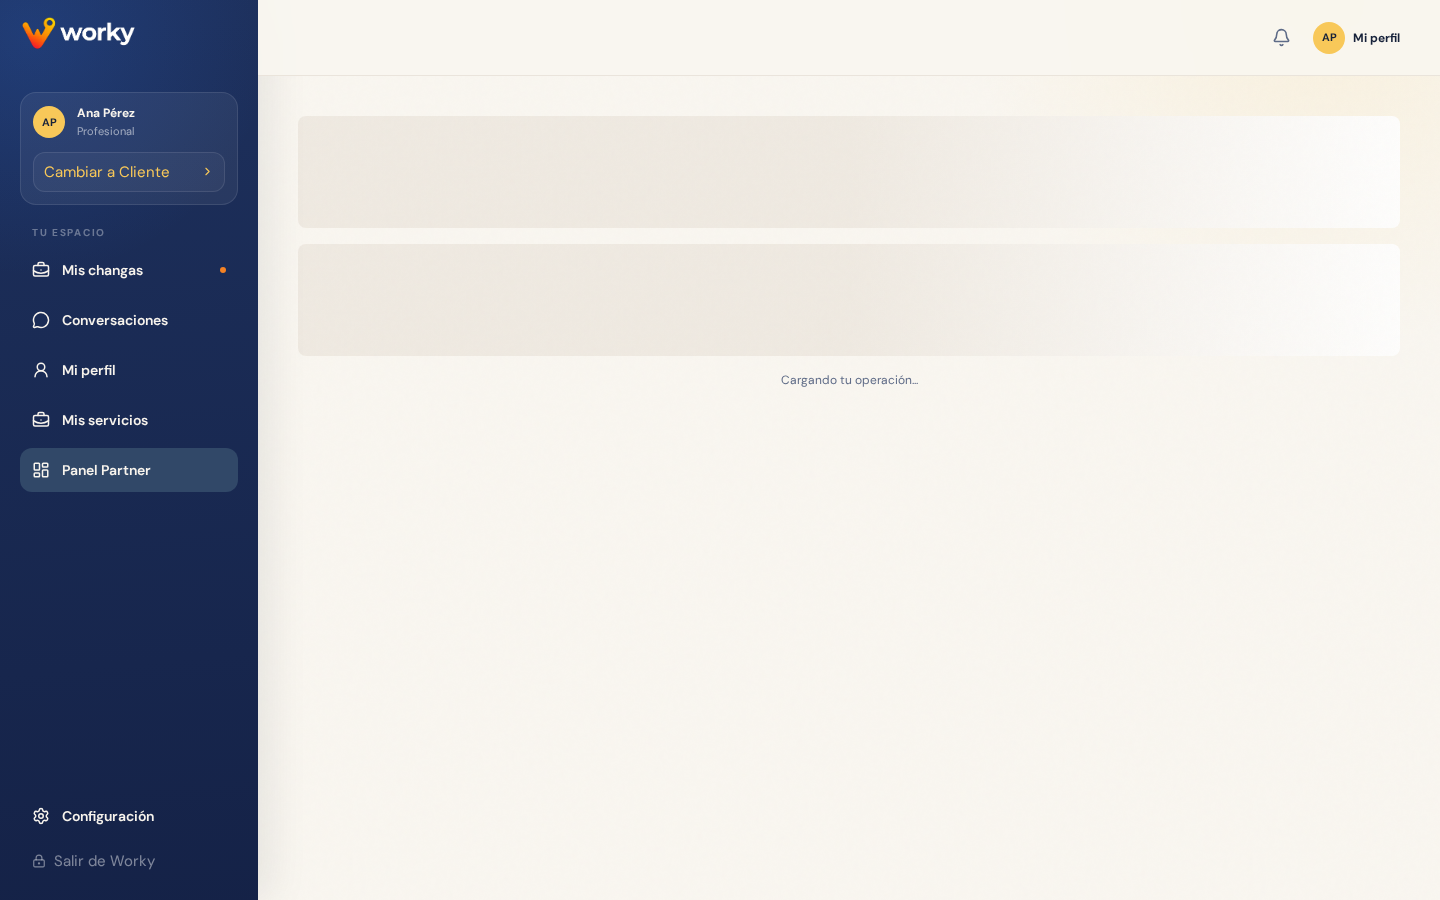 worky
AP
Mi perfil
AP
Ana Pérez
Profesional
Cambiar a Cliente
TU ESPACIO
Mis changas
Conversaciones
Mi perfil
Mis servicios
Panel Partner
Cargando tu operación...
Configuración
Salir de Worky